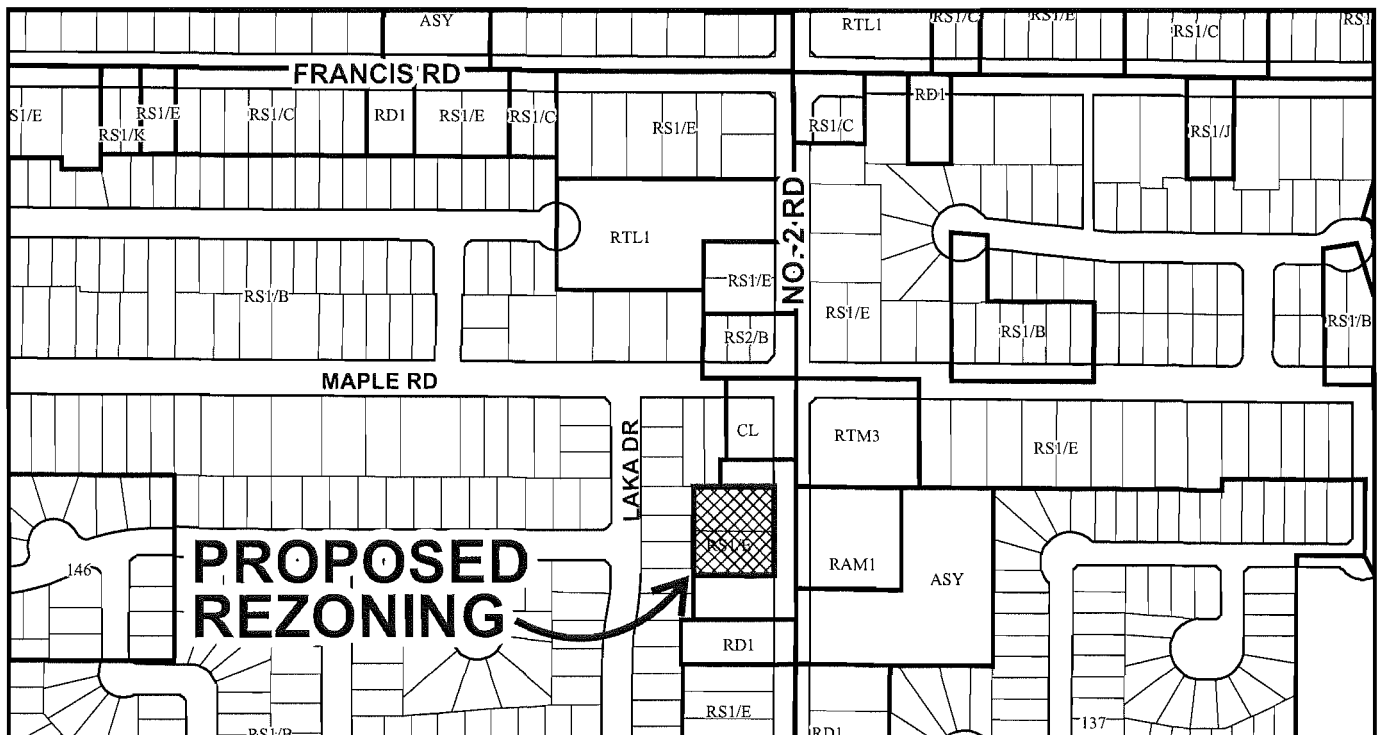 ASY
RTL1
RS1/C
RS1/E
RS1/C
RS1
FRANCIS RD
S1/E
RS1/K
RS1/E
RS1/C
RD1
RS1/E
RS1/C
RS1/E
RS1/C
RD1
RS1/J
NO. 2 RD
RTL1
RS1/E
RS1/B
RS1/E
RS2/B
RS1/B
RS1/B
MAPLE RD
LAKA DR
CL
RTM3
RS1/E
RS1/E
PROPOSED
REZONING
146
RAM1
ASY
RD1
RS1/E
RS1/B
RD1
137